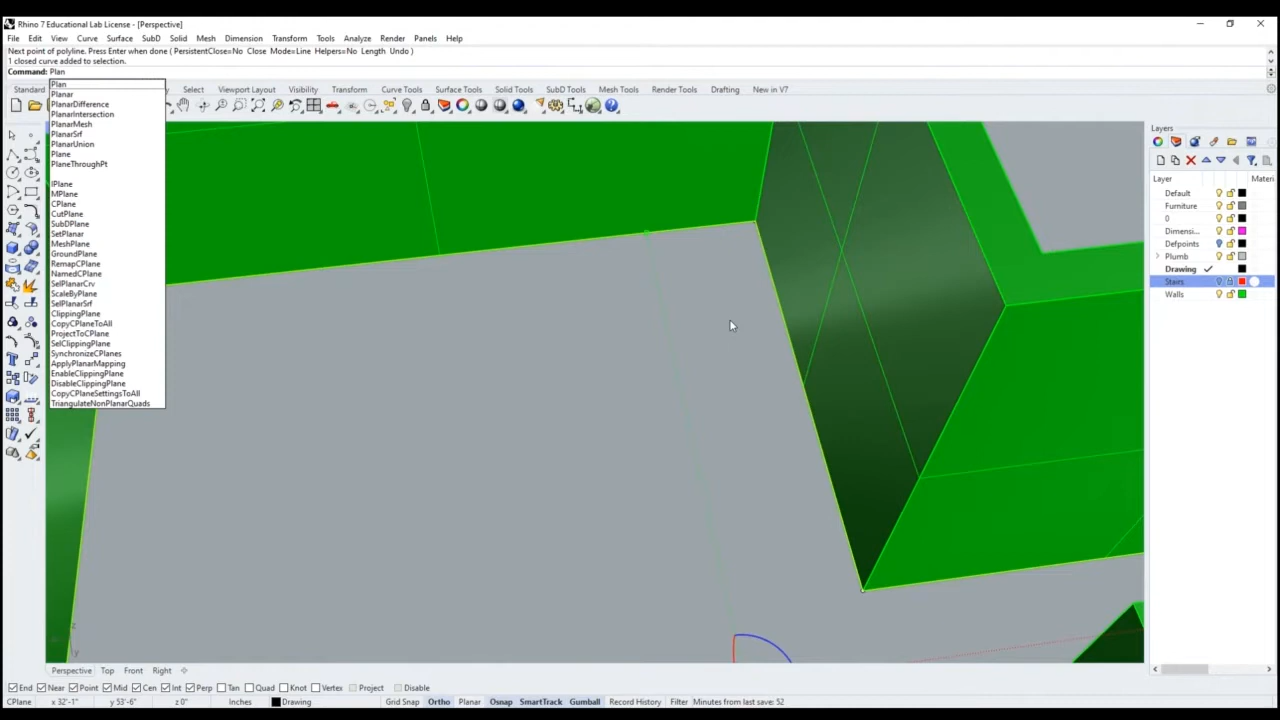 Rhino 7 Educational Lab License - [Perspective]
File Edit View Curve Surface SubD Solid Mesh Dimension Transform Tools Analyze Render Panels Help
Next point of polyline. Press Enter when done ( PersistentClose=No Close Mode=Line Helpers=No Length Undo )
1 closed curve added to selection.
Command: Plan
Standard Select Viewport Layout Visibility Transform Curve Tools Surface Tools Solid Tools SubD Tools Mesh Tools Render Tools Drafting New in V7
Plan
Planar
PlanarDifference
PlanarIntersection
PlanarMesh
PlanarSrf
PlanarUnion
Plane
PlaneThroughPt
IPlane
MPlane
CPlane
CutPlane
SubDPlane
SetPlanar
MeshPlane
GroundPlane
RemapCPlane
NamedCPlane
SelPlanarCrv
ScaleByPlane
SelPlanarSrf
ClippingPlane
CopyCPlaneToAll
ProjectToCPlane
SelClippingPlane
SynchronizeCPlanes
ApplyPlanarMapping
EnableClippingPlane
DisableClippingPlane
CopyCPlaneSettingsToAll
TriangulateNonPlanarQuads
Layers
Layer Materi
Default
Furniture
0
Dimensi...
Defpoints
Plumb
Drawing
Stairs
Walls
z
y
Perspective Top Front Right
End Near Point Mid Cen Int Perp Tan Quad Knot Vertex Project Disable
CPlane x 32'-1" y 53'-6" z 0" Inches Drawing Grid Snap Ortho Planar Osnap SmartTrack Gumball Record History Filter Minutes from last save: 52